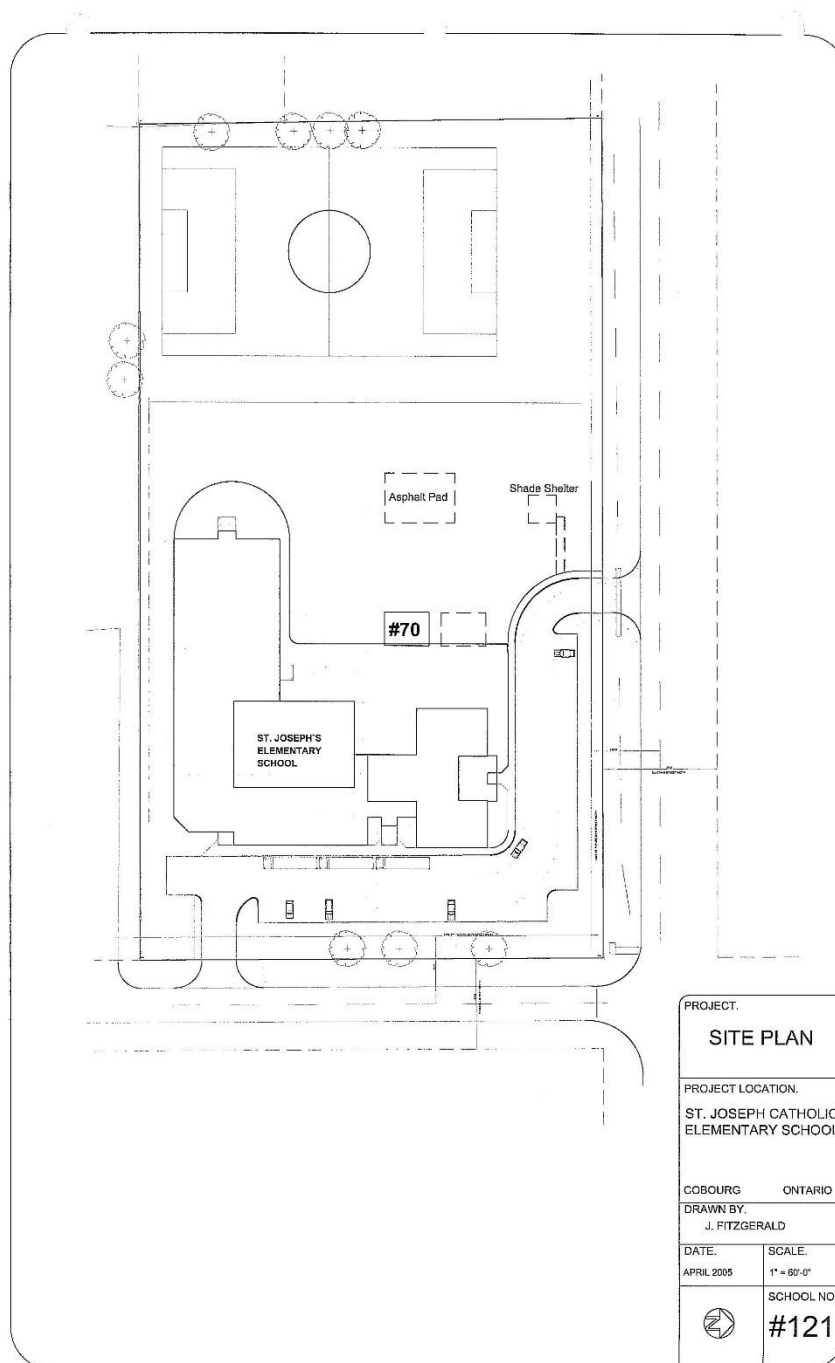 Asphalt Pad
Shade Shelter
#70
ST. JOSEPH'S
ELEMENTARY
SCHOOL
PROJECT.
SITE PLAN
PROJECT LOCATION.
ST. JOSEPH CATHOLIC
ELEMENTARY SCHOOL
COBOURG ONTARIO
DRAWN BY.
J. FITZGERALD
DATE. SCALE.
APRIL 2005 1" = 60'-0"
SCHOOL NO
#121
N